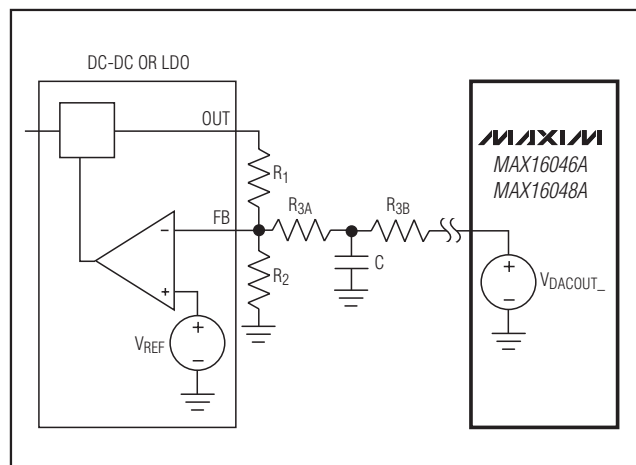 DC-DC OR LDO
OUT
MAXIM
MAX16046A
MAX16048A
R1
FB
R3A
R3B
−
+
R2
C
+
−
VDACOUT_
VREF
+
−